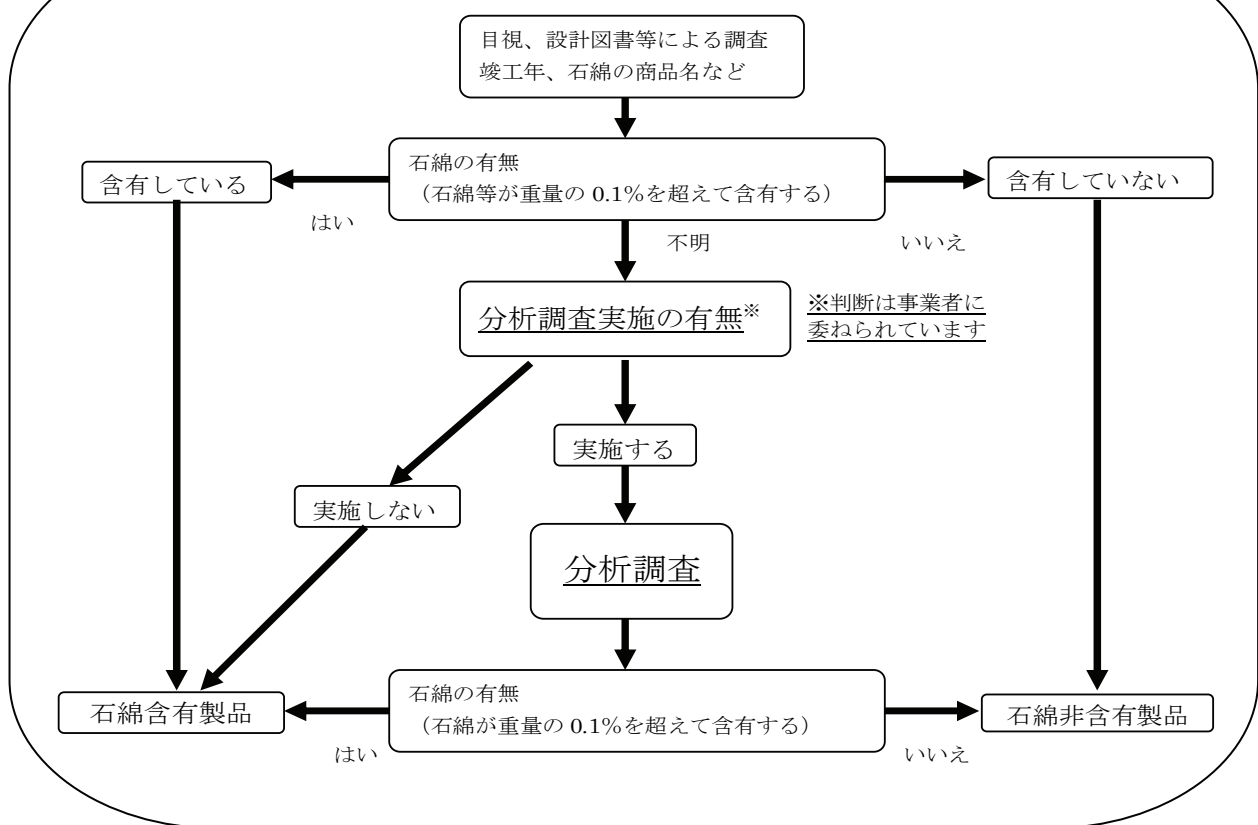 目視、設計図書等による調査
竣工年、石綿の商品名など
石綿の有無
（石綿等が重量の 0.1%を超えて含有する）
含有している
含有していない
はい
不明
いいえ
分析調査実施の有無※
※判断は事業者に
委ねられています
実施する
実施しない
分析調査
石綿の有無
（石綿が重量の 0.1%を超えて含有する）
石綿含有製品
石綿非含有製品
はい
いいえ